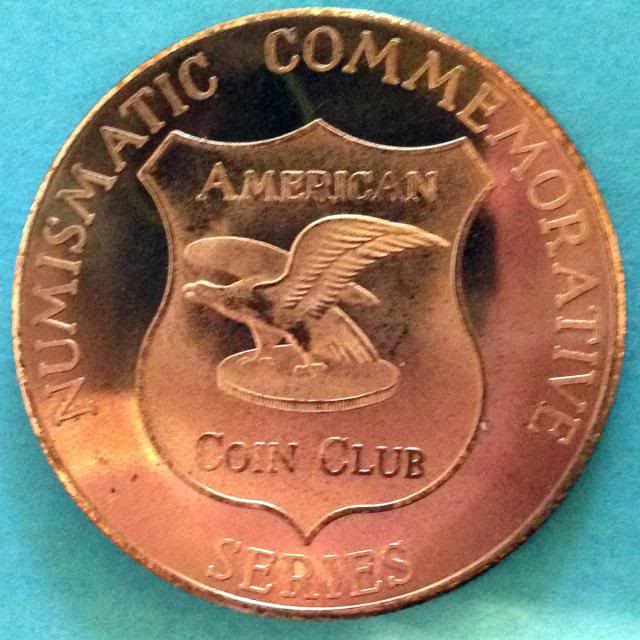 NUMISMATIC COMMEMORATIVE
AMERICAN
COIN CLUB
SERIES